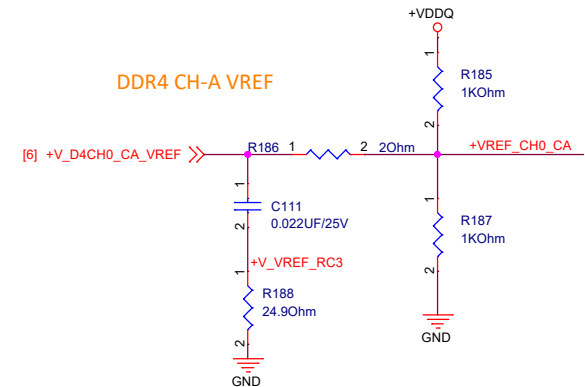 +VDDQ
1
DDR4 CH-A VREF
R185
1KOhm
2
[6] +V_D4CH0_CA_VREF
R186
1
2
2Ohm
+VREF_CH0_CA
1
C111
0.022UF/25V
2
1
R187
1KOhm
2
+V_VREF_RC3
1
R188
24.9Ohm
2
GND
GND